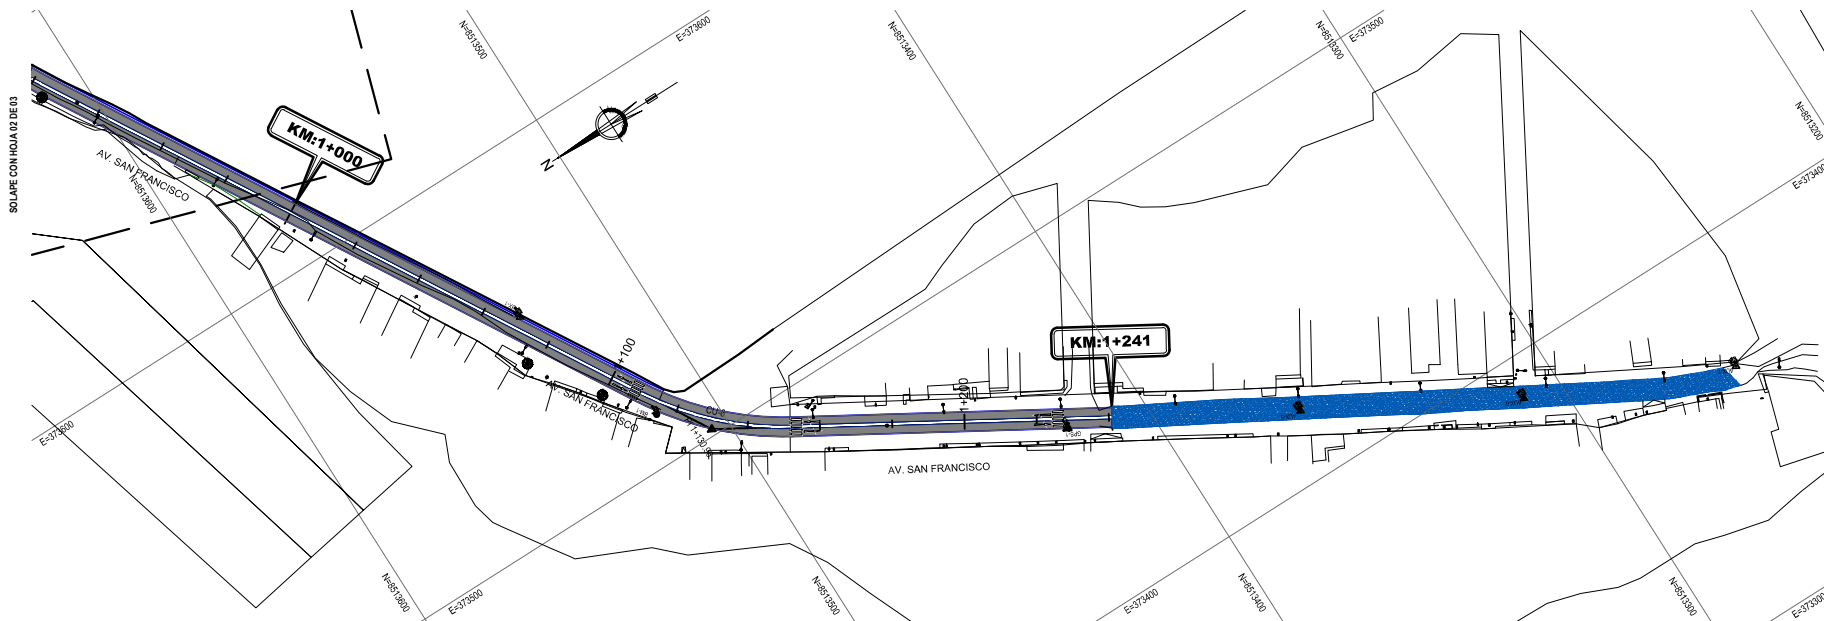 SOLAPE CON HOJA 02 DE 03
N=8513500
E=373600
N=8513400
N=8513300
E=373500
N=8513200
KM:1+000
N
AV. SAN FRANCISCO
N=8513600
E=373400
KM:1+241
+100
1+200
AV. SAN FRANCISCO
GPS-1
AV. SAN FRANCISCO
E=373600
N=8513600
E=373500
N=8513500
E=373400
N=8513400
N=8513300
E=373300